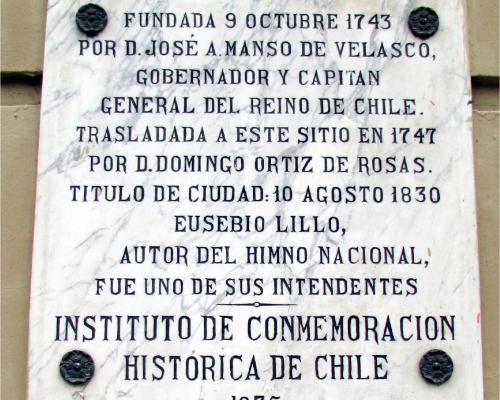 FUNDADA 9 OCTUBRE 1743
POR D. JOSÉ A. MANSO DE VELASCO,
GOBERNADOR Y CAPITAN
GENERAL DEL REINO DE CHILE.
TRASLADADA A ESTE SITIO EN 1747
POR D. DOMINGO ORTIZ DE ROSAS.
TITULO DE CIUDAD: 10 AGOSTO 1830
EUSEBIO LILLO,
AUTOR DEL HIMNO NACIONAL,
FUE UNO DE SUS INTENDENTES
INSTITUTO DE CONMEMORACION
HISTÓRICA DE CHILE